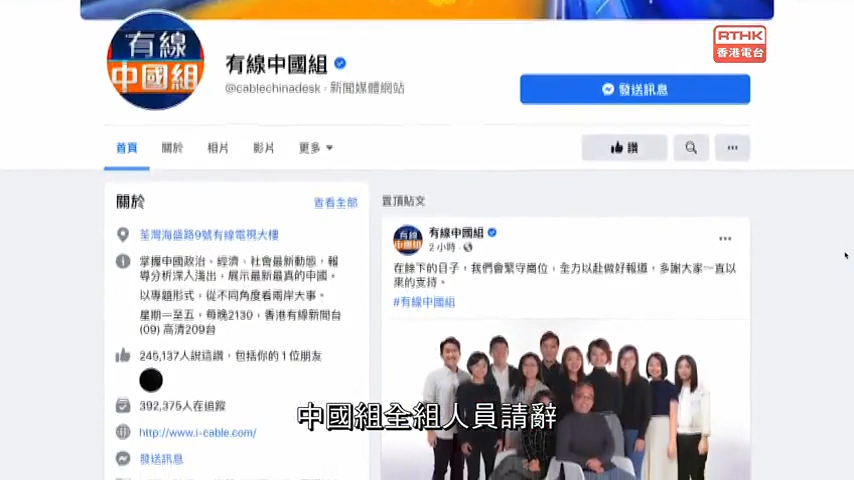 RTHK
香港電台
有線
中國組
有線中國組
@cablechinadesk · 新聞媒體網站
發送訊息
首頁 關於 相片 影片 更多
讚
關於 查看全部
荃灣海盛路9號有線電視大樓
掌握中國政治、經濟、社會最新動態，報
導分析深入淺出，展示最新最真的中國。
以專題形式，從不同角度看兩岸大事。
星期一至五，每晚2130，香港有線新聞台
(09) 高清209台
245,137人說這讚，包括你的 1 位朋友
392,375人在追蹤
http://www.i-cable.com/
發送訊息
置頂貼文
有線
中國組
有線中國組
2 小時 ·
在餘下的日子，我們會緊守崗位，全力以赴做好報道，多謝大家一直以
來的支持。
#有線中國組
中國組全組人員請辭